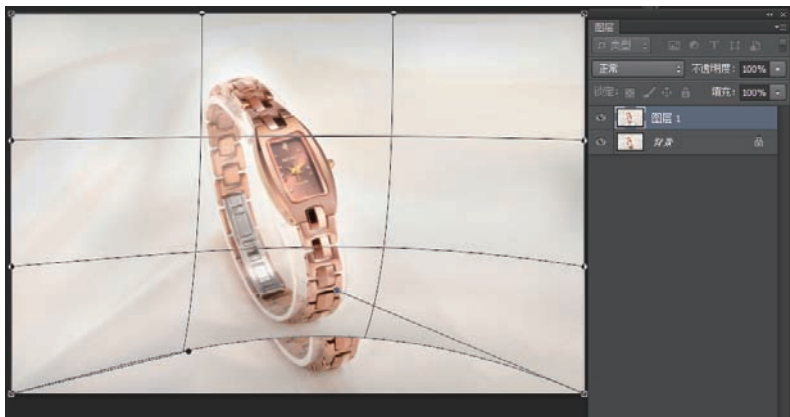 图层
类型
正常 不透明度：100%
锁定： 填充：100%
图层 1
背景